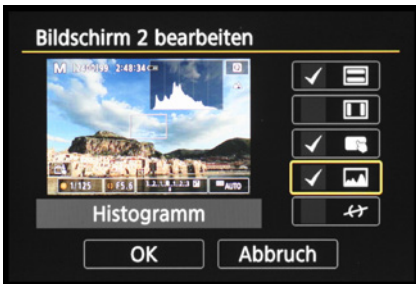 Bildschirm 2 bearbeiten
M 2:48:34
1/125 F5.6 AUTO
Histogramm
OK Abbruch